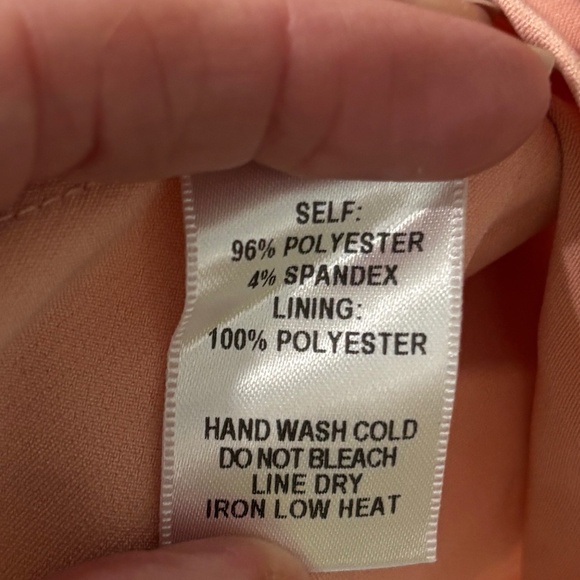 SELF:
96% POLYESTER
4% SPANDEX
LINING:
100% POLYESTER
HAND WASH COLD
DO NOT BLEACH
LINE DRY
IRON LOW HEAT